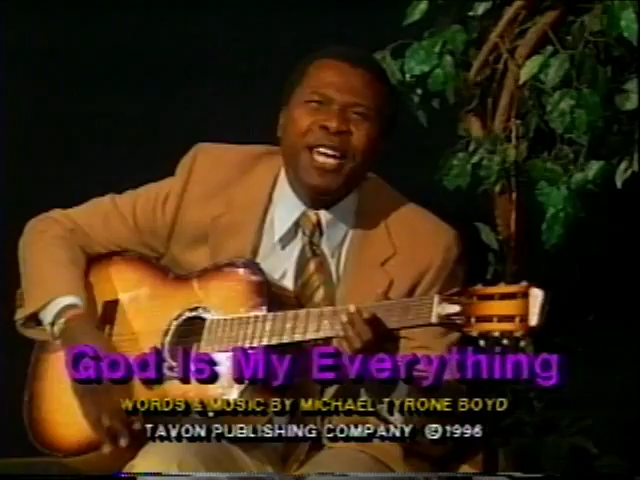 God Is My Everything
WORDS & MUSIC BY MICHAEL TYRONE BOYD
TAVON PUBLISHING COMPANY ©1996